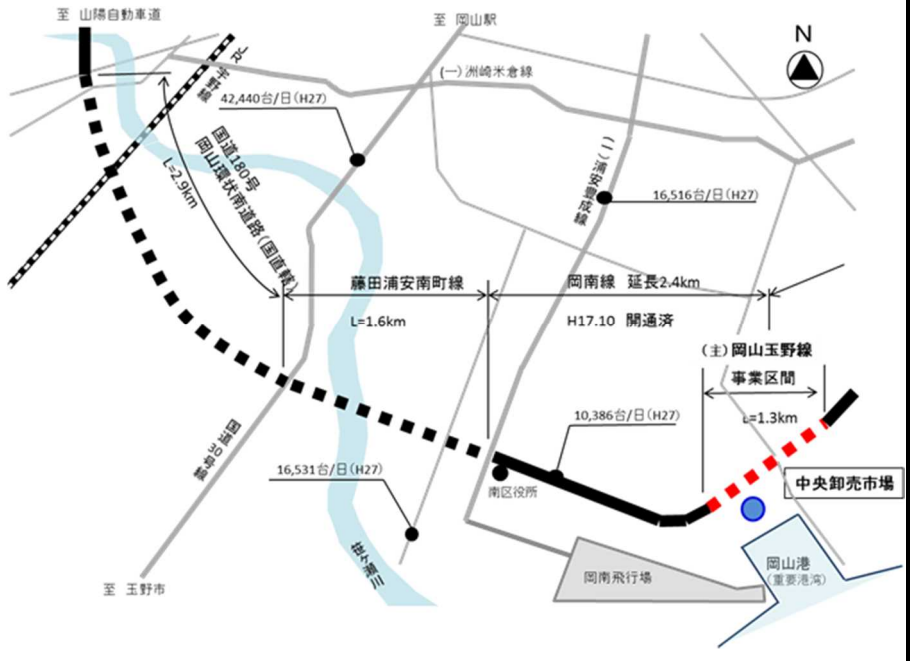 至 山陽自動車道
至 岡山駅
N
JR宇野線
(一)洲崎米倉線
42,440台/日(H27)
国道180号
岡山環状南道路(国直轄)
L=2.9km
(一)浦安豊成線
16,516台/日(H27)
藤田浦安南町線
岡南線 延長2.4km
L=1.6km
H17.10 開通済
(主)岡山玉野線
事業区間
L=1.3km
10,386台/日(H27)
国道30号線
16,531台/日(H27)
南区役所
中央卸売市場
笹ヶ瀬川
岡南飛行場
岡山港
(重要港湾)
至 玉野市